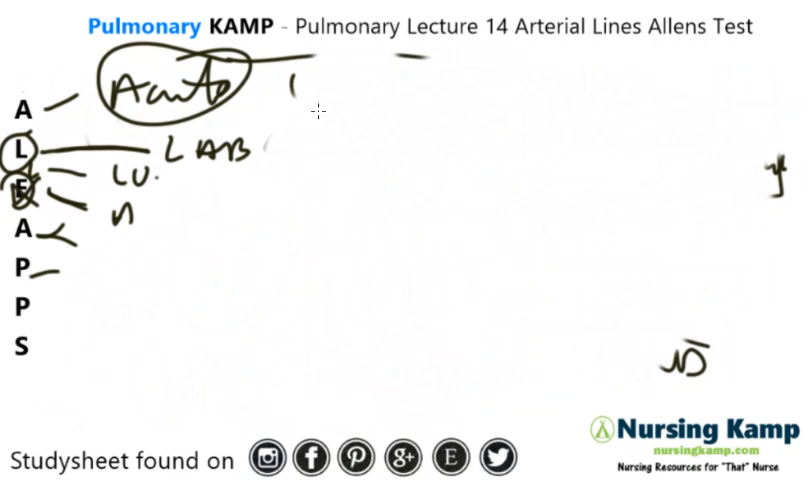 Pulmonary KAMP - Pulmonary Lecture 14 Arterial Lines Allens Test
A
L LAB
E
A
P
P
S
Nursing Kamp
nursingkamp.com
Nursing Resources for "That" Nurse
Studysheet found on